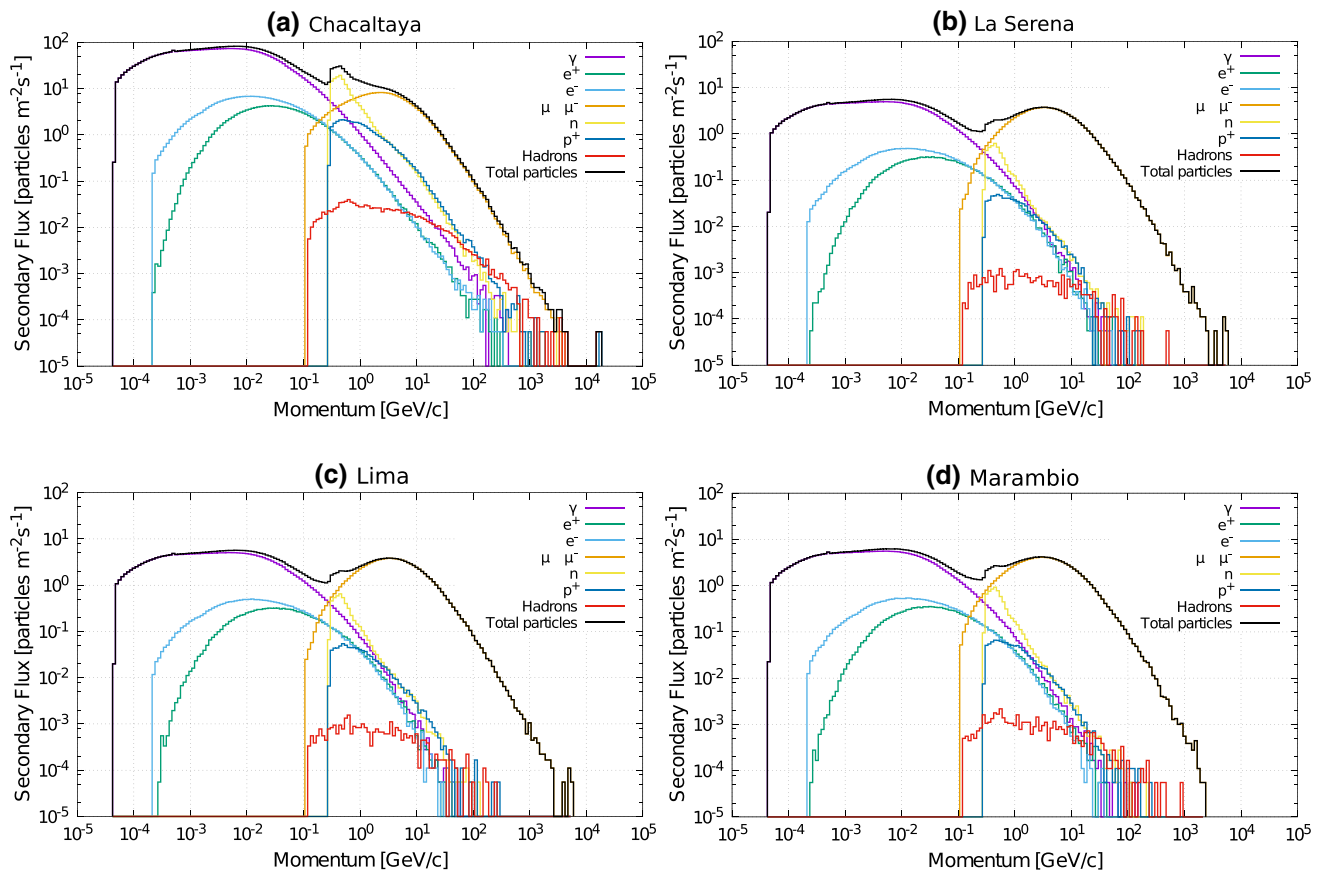 (a) Chacaltaya
Secondary Flux [particles m-2s-1]
10^2
10^1
10^0
10^-1
10^-2
10^-3
10^-4
10^-5
γ
e+
e-
μ μ-
n
p+
Hadrons
Total particles
10^-5 10^-4 10^-3 10^-2 10^-1 10^0 10^1 10^2 10^3 10^4 10^5
Momentum [GeV/c]
(b) La Serena
Secondary Flux [particles m-2s-1]
10^2
10^1
10^0
10^-1
10^-2
10^-3
10^-4
10^-5
γ
e+
e-
μ μ-
n
p+
Hadrons
Total particles
10^-5 10^-4 10^-3 10^-2 10^-1 10^0 10^1 10^2 10^3 10^4 10^5
Momentum [GeV/c]
(c) Lima
Secondary Flux [particles m-2s-1]
10^2
10^1
10^0
10^-1
10^-2
10^-3
10^-4
10^-5
γ
e+
e-
μ μ-
n
p+
Hadrons
Total particles
10^-5 10^-4 10^-3 10^-2 10^-1 10^0 10^1 10^2 10^3 10^4 10^5
Momentum [GeV/c]
(d) Marambio
Secondary Flux [particles m-2s-1]
10^2
10^1
10^0
10^-1
10^-2
10^-3
10^-4
10^-5
γ
e+
e-
μ μ-
n
p+
Hadrons
Total particles
10^-5 10^-4 10^-3 10^-2 10^-1 10^0 10^1 10^2 10^3 10^4 10^5
Momentum [GeV/c]